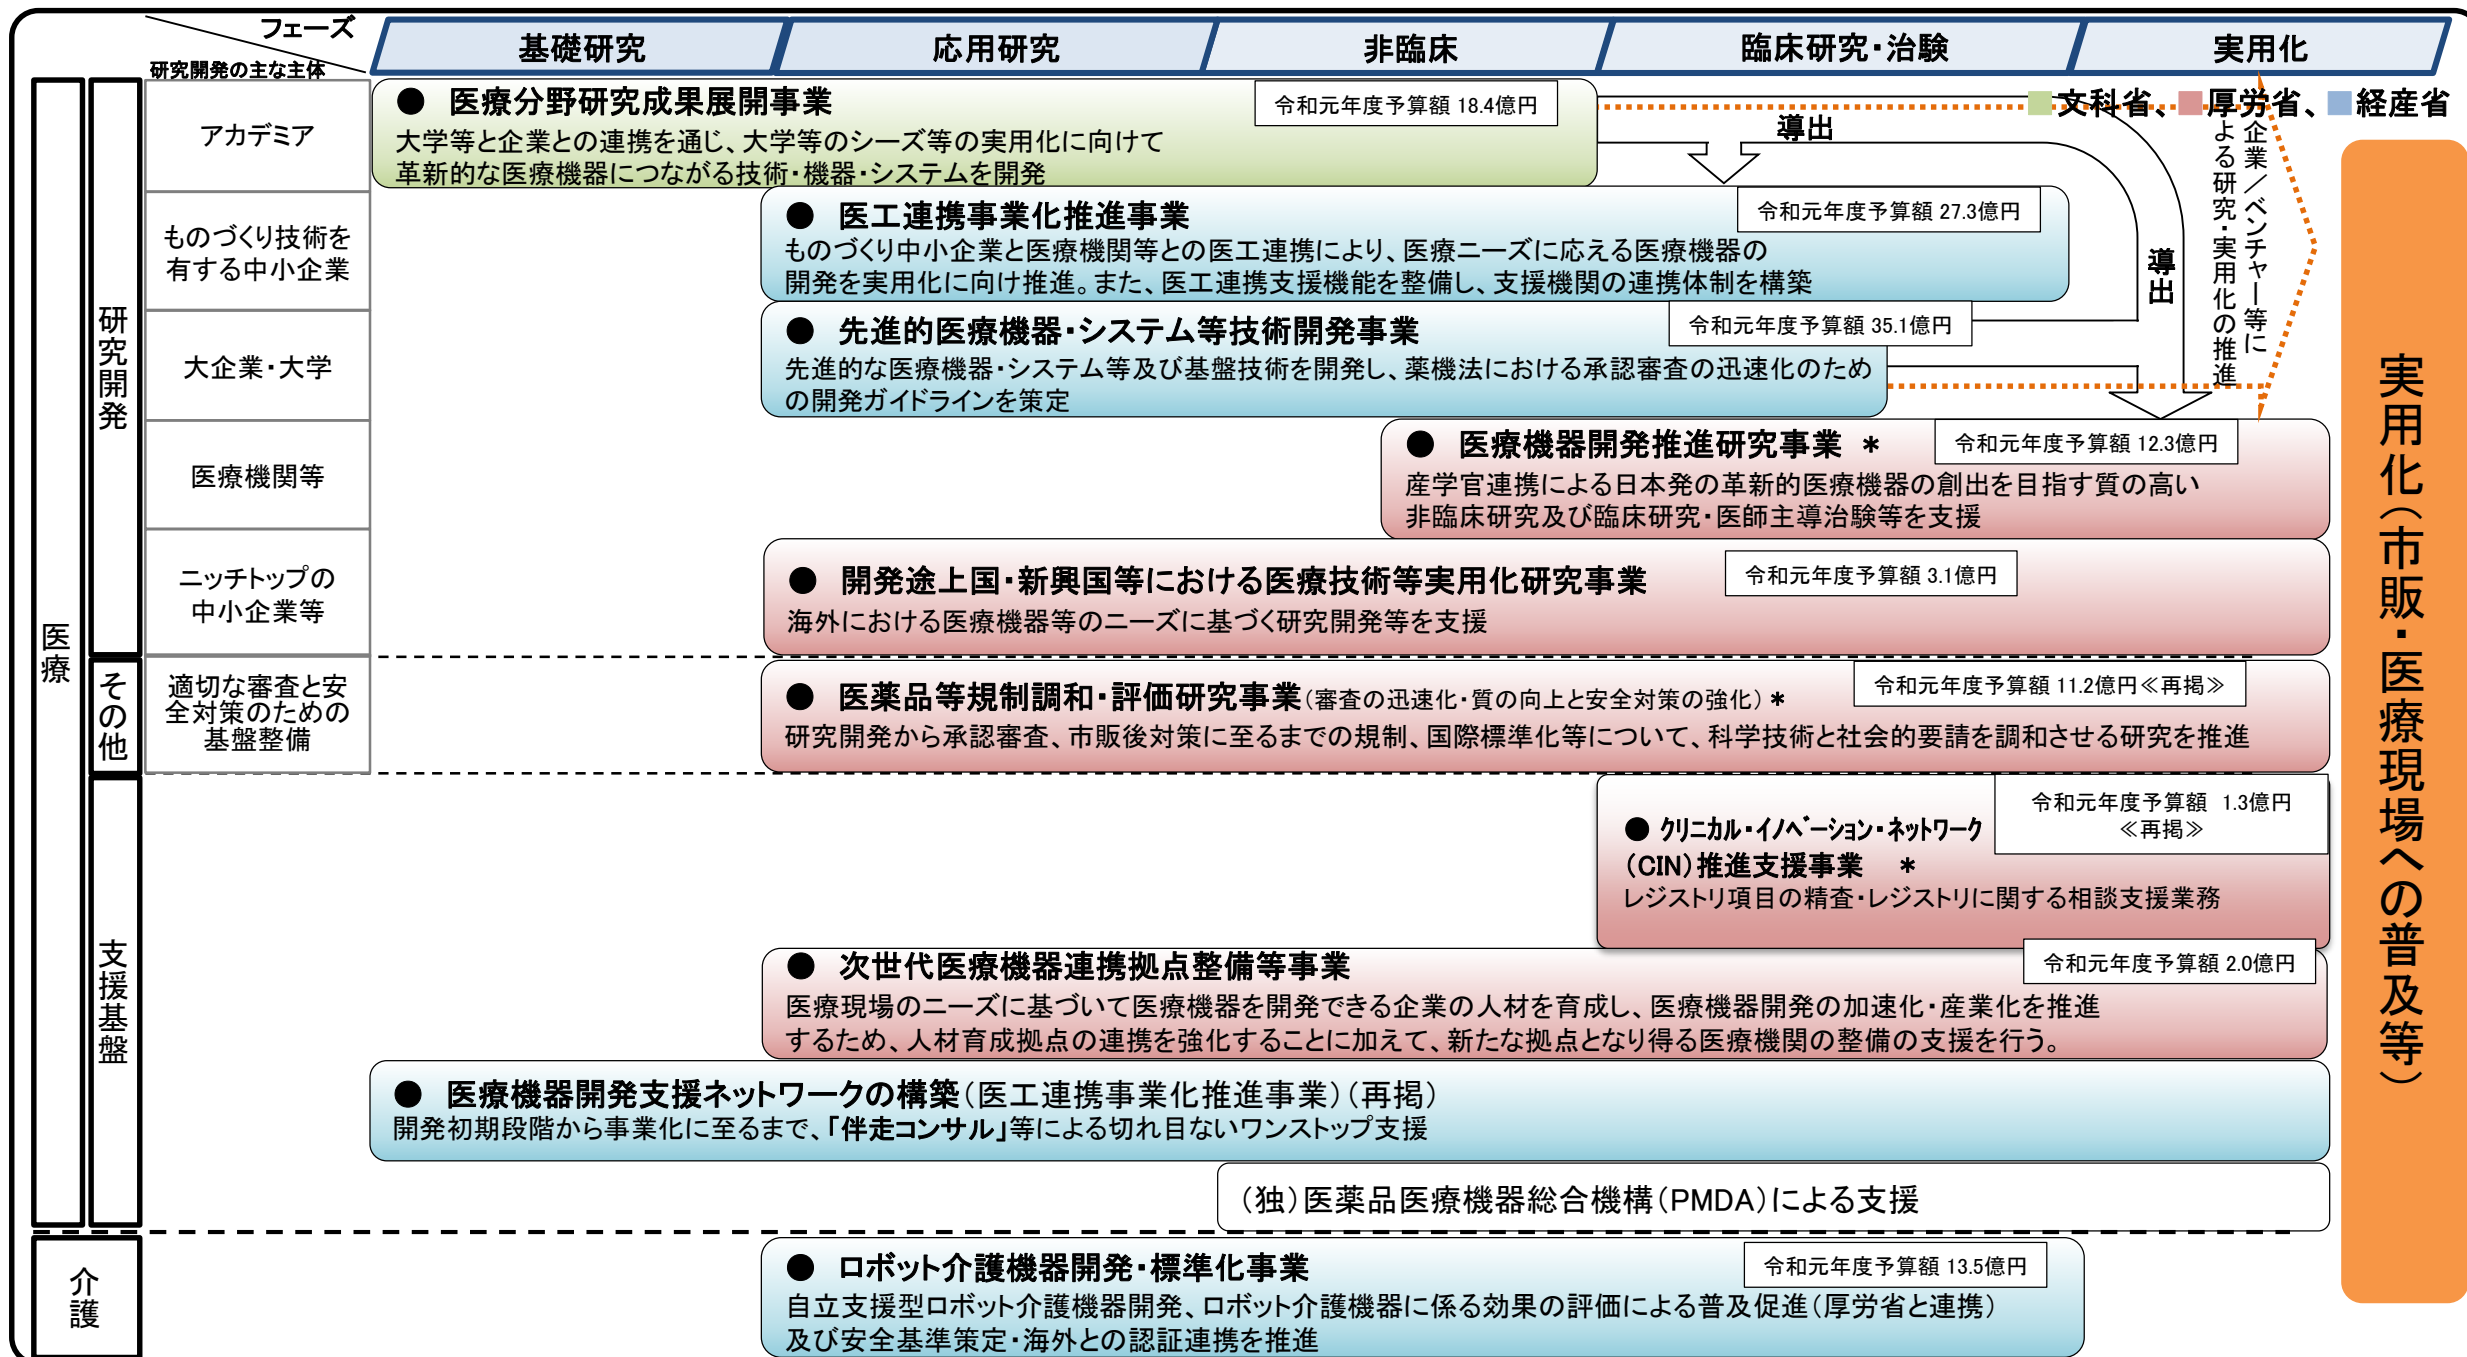 フェーズ
研究開発の主な主体
基礎研究
応用研究
非臨床
臨床研究・治験
実用化
文科省、厚労省、経産省
医療
研究開発
アカデミア
● 医療分野研究成果展開事業
令和元年度予算額 18.4億円
大学等と企業との連携を通じ、大学等のシーズ等の実用化に向けて
革新的な医療機器につながる技術・機器・システムを開発
導出
導出
企業／ベンチャー等に
よる研究・実用化の推進
ものづくり技術を
有する中小企業
● 医工連携事業化推進事業
令和元年度予算額 27.3億円
ものづくり中小企業と医療機関等との医工連携により、医療ニーズに応える医療機器の
開発を実用化に向け推進。また、医工連携支援機能を整備し、支援機関の連携体制を構築
大企業・大学
● 先進的医療機器・システム等技術開発事業
令和元年度予算額 35.1億円
先進的な医療機器・システム等及び基盤技術を開発し、薬機法における承認審査の迅速化のため
の開発ガイドラインを策定
医療機関等
● 医療機器開発推進研究事業 ＊
令和元年度予算額 12.3億円
産学官連携による日本発の革新的医療機器の創出を目指す質の高い
非臨床研究及び臨床研究・医師主導治験等を支援
ニッチトップの
中小企業等
● 開発途上国・新興国等における医療技術等実用化研究事業
令和元年度予算額 3.1億円
海外における医療機器等のニーズに基づく研究開発等を支援
その他
適切な審査と安
全対策のための
基盤整備
● 医薬品等規制調和・評価研究事業（審査の迅速化・質の向上と安全対策の強化）＊
令和元年度予算額 11.2億円≪再掲≫
研究開発から承認審査、市販後対策に至るまでの規制、国際標準化等について、科学技術と社会的要請を調和させる研究を推進
支援基盤
● ｸﾘﾆｶﾙ・ｲﾉﾍﾞｰｼｮﾝ・ﾈｯﾄﾜｰｸ
（CIN）推進支援事業 ＊
令和元年度予算額 1.3億円
≪再掲≫
レジストリ項目の精査・レジストリに関する相談支援業務
● 次世代医療機器連携拠点整備等事業
令和元年度予算額 2.0億円
医療現場のニーズに基づいて医療機器を開発できる企業の人材を育成し、医療機器開発の加速化・産業化を推進
するため、人材育成拠点の連携を強化することに加えて、新たな拠点となり得る医療機関の整備の支援を行う。
● 医療機器開発支援ネットワークの構築（医工連携事業化推進事業）（再掲）
開発初期段階から事業化に至るまで、「伴走コンサル」等による切れ目ないワンストップ支援
（独）医薬品医療機器総合機構（PMDA）による支援
介護
● ロボット介護機器開発・標準化事業
令和元年度予算額 13.5億円
自立支援型ロボット介護機器開発、ロボット介護機器に係る効果の評価による普及促進（厚労省と連携）
及び安全基準策定・海外との認証連携を推進
実用化（市販・医療現場への普及等）